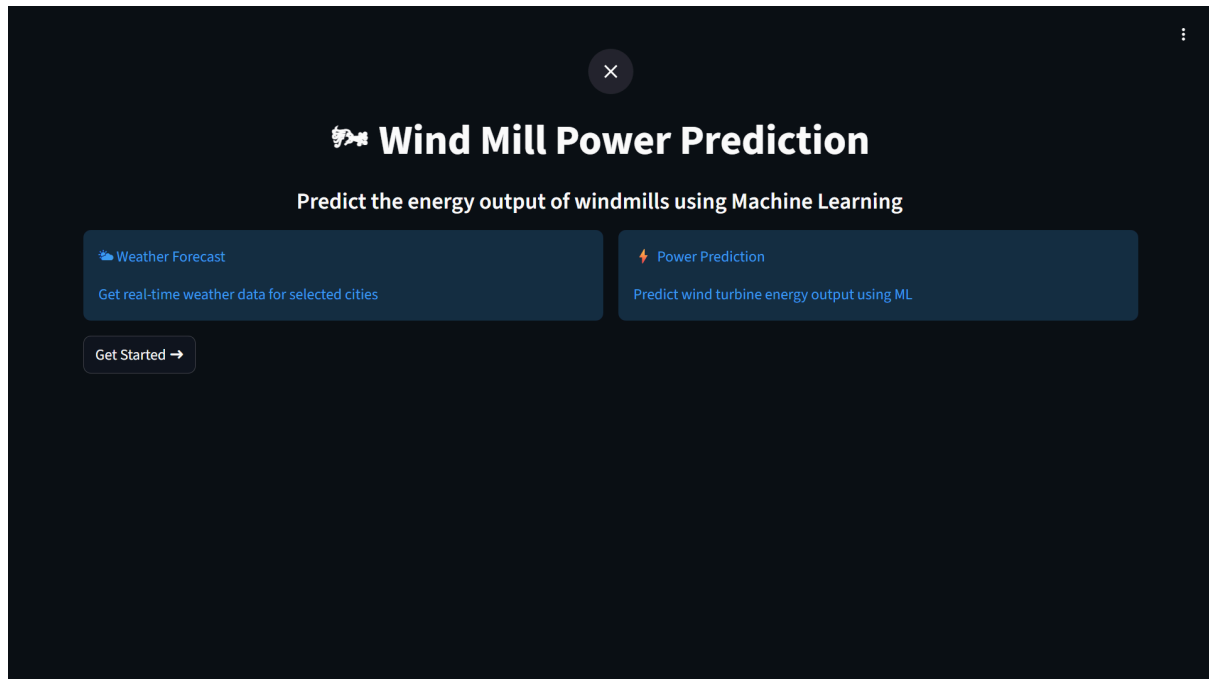 Wind Mill Power Prediction
Predict the energy output of windmills using Machine Learning
Weather Forecast
Get real-time weather data for selected cities
Power Prediction
Predict wind turbine energy output using ML
Get Started →